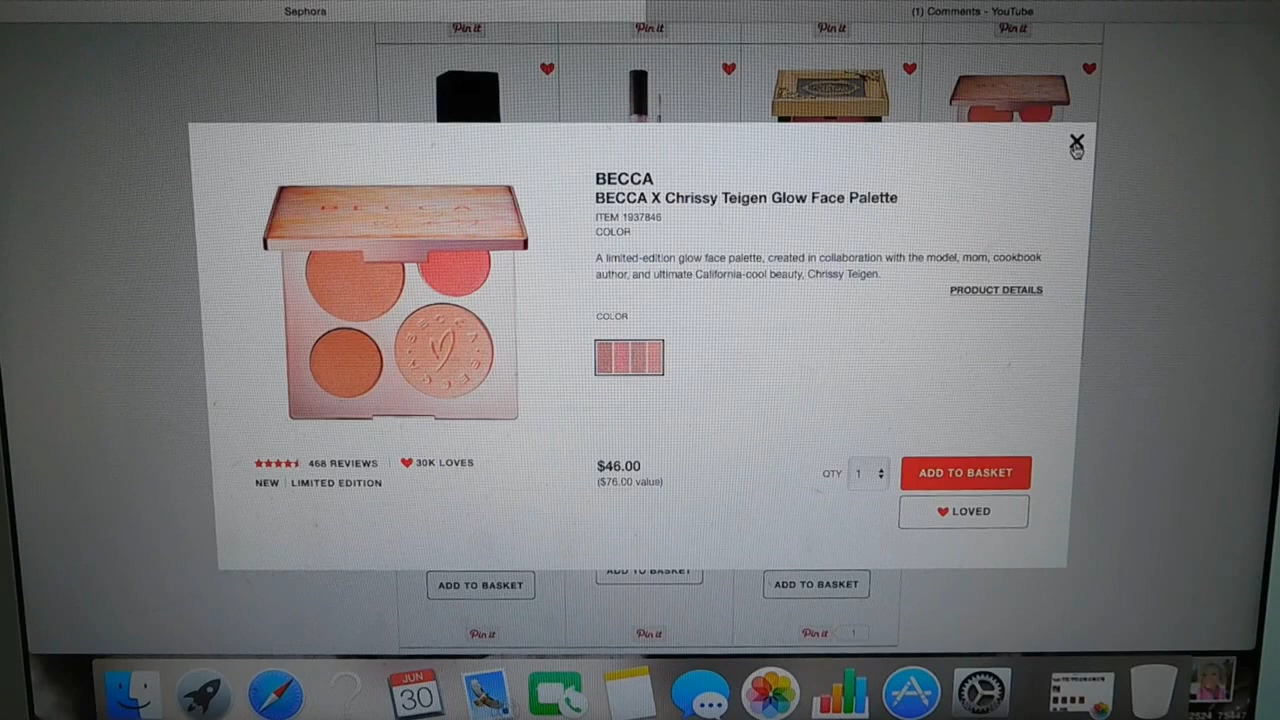 Sephora
(1) Comments - YouTube
Pin it
Pin it
Pin it
Pin it
BECCA
BECCA X Chrissy Teigen Glow Face Palette
ITEM 1937846
COLOR
A limited-edition glow face palette, created in collaboration with the model, mom, cookbook
author, and ultimate California-cool beauty, Chrissy Teigen.
PRODUCT DETAILS
COLOR
BECCA
468 REVIEWS
30K LOVES
NEW
LIMITED EDITION
$46.00
($76.00 value)
QTY
1
ADD TO BASKET
LOVED
ADD TO BASKET
ADD TO BASKET
ADD TO BASKET
Pin it
Pin it
Pin it
1
JUN
30